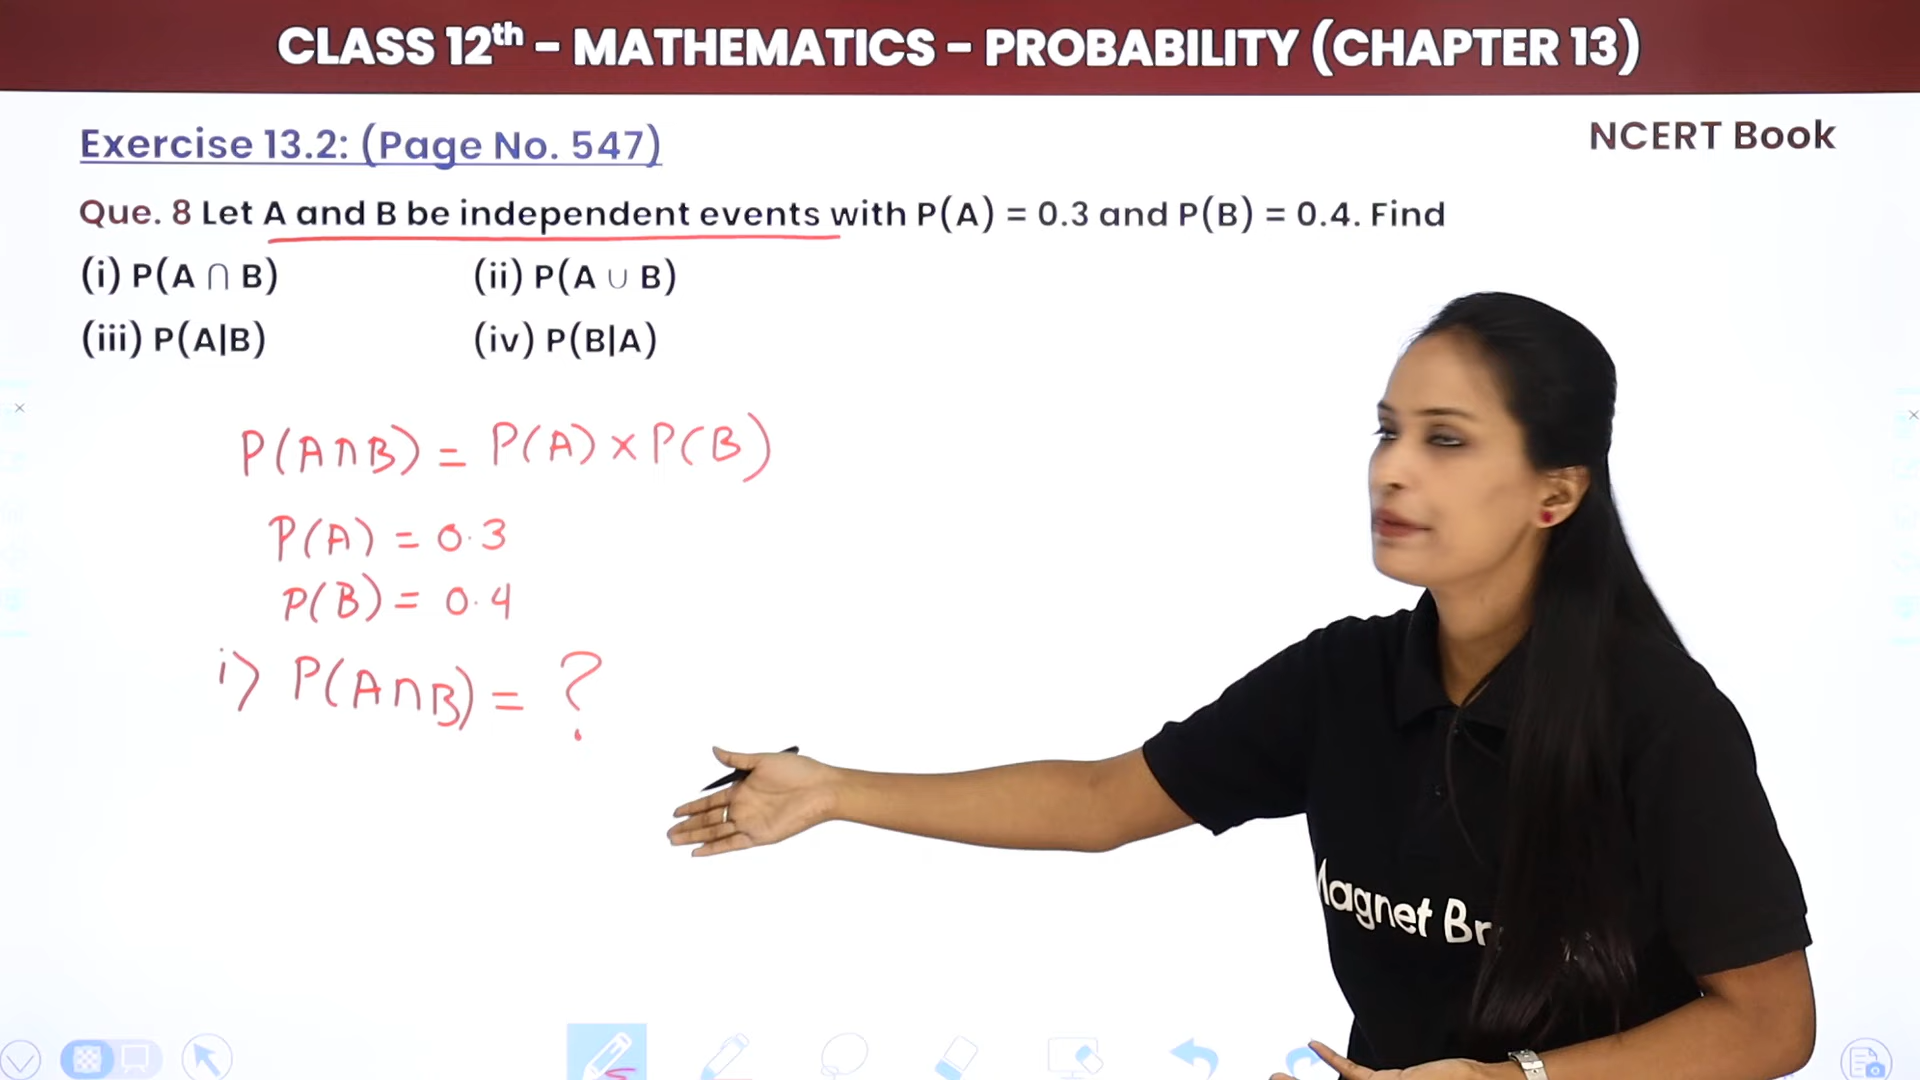 CLASS 12th – MATHEMATICS – PROBABILITY (CHAPTER 13)
Exercise 13.2: (Page No. 547)
NCERT Book
Que. 8 Let A and B be independent events with P(A) = 0.3 and P(B) = 0.4. Find
(i) P(A ∩ B) (ii) P(A ∪ B)
(iii) P(A|B) (iv) P(B|A)
P(A∩B) = P(A) × P(B)
P(A) = 0.3
P(B) = 0.4
i) P(A∩B) = ?
Magnet Br